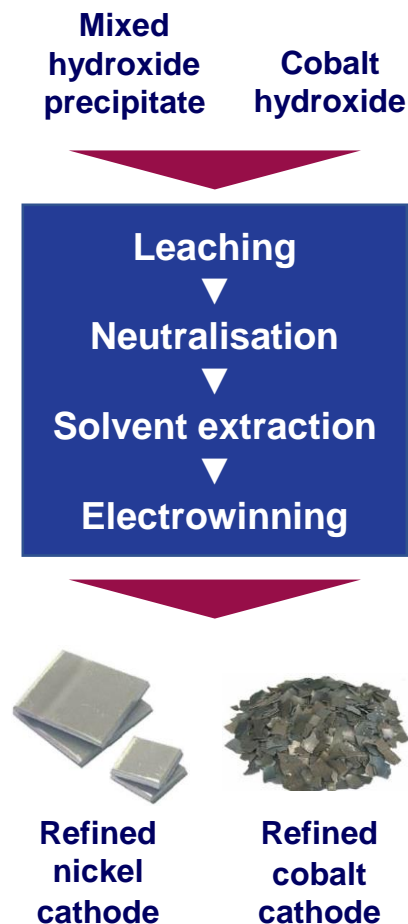 Mixed
hydroxide
precipitate
Cobalt
hydroxide
Leaching
▼
Neutralisation
▼
Solvent extraction
▼
Electrowinning
Refined
nickel
cathode
Refined
cobalt
cathode